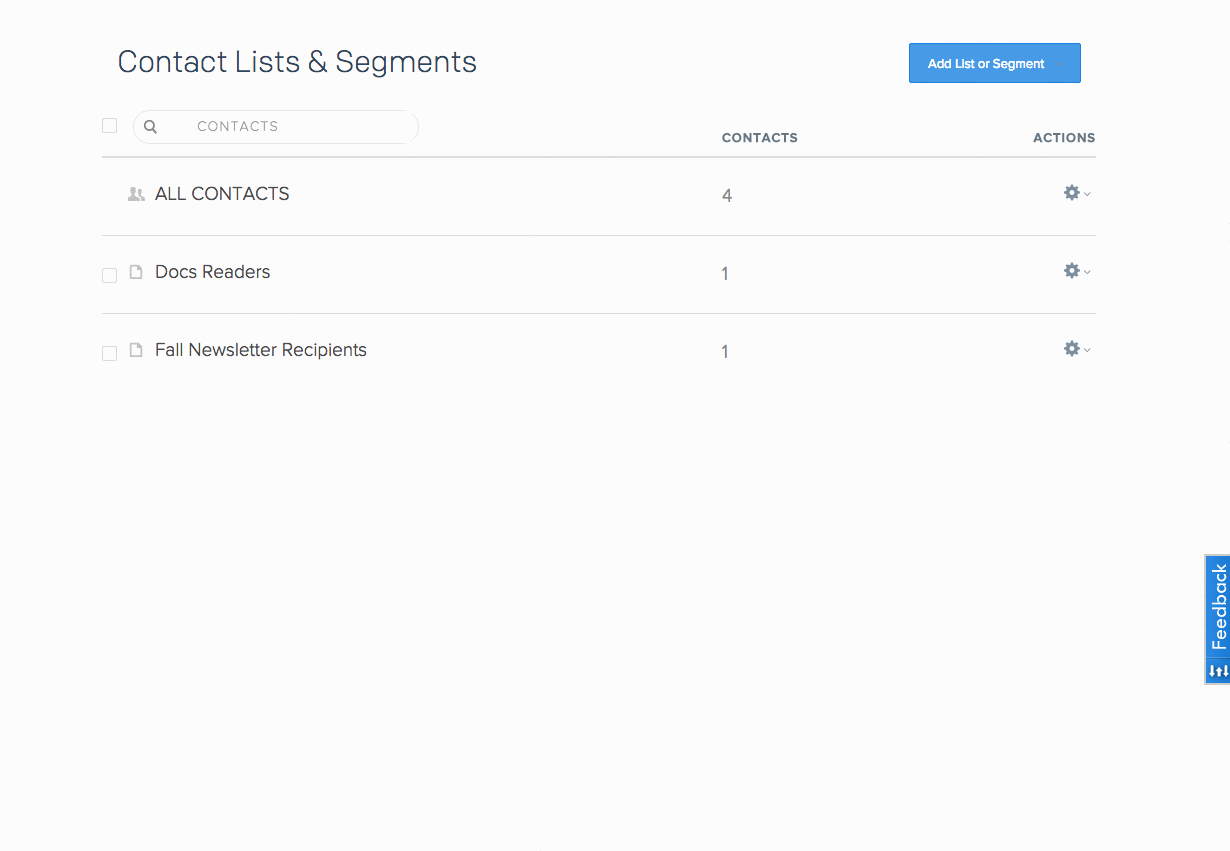 Contact Lists & Segments
Add List or Segment
CONTACTS
CONTACTS
ACTIONS
ALL CONTACTS
4
Docs Readers
1
Fall Newsletter Recipients
1
Feedback